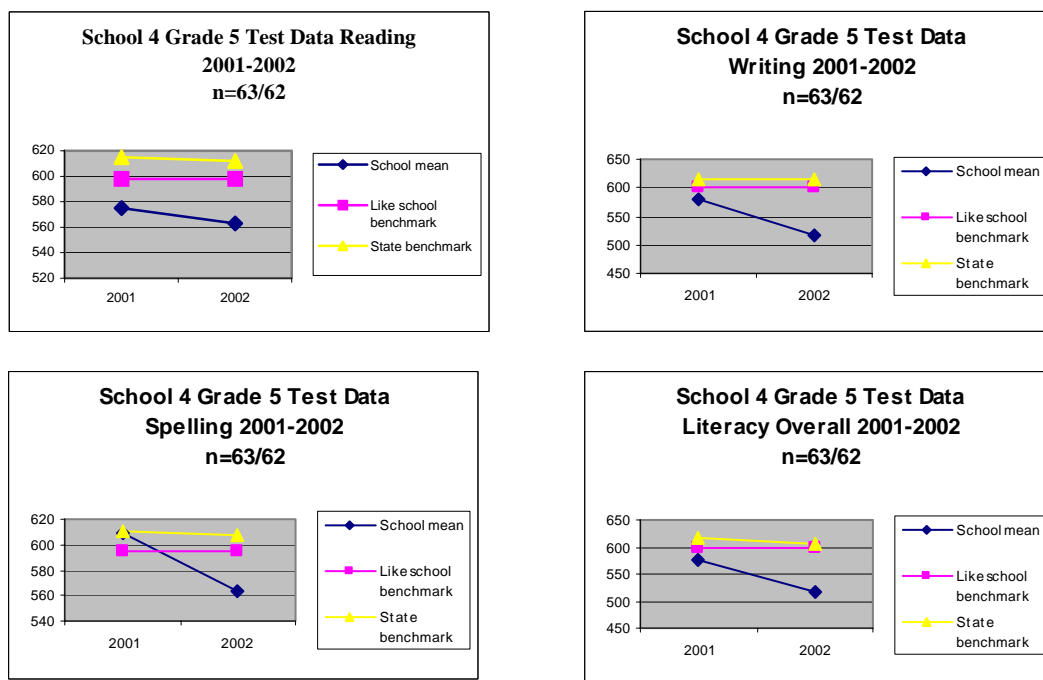 School 4 Grade 5 Test Data Reading
2001-2002
n=63/62
620
600
580
560
540
520
2001
2002
School mean
Like school
benchmark
State benchmark
School 4 Grade 5 Test Data
Writing 2001-2002
n=63/62
650
600
550
500
450
2001
2002
School mean
Like school
benchmark
State
benchmark
School 4 Grade 5 Test Data
Spelling 2001-2002
n=63/62
620
600
580
560
540
2001
2002
School mean
Like school
benchmark
State
benchmark
School 4 Grade 5 Test Data
Literacy Overall 2001-2002
n=63/62
650
600
550
500
450
2001
2002
School mean
Like school
benchmark
State
benchmark